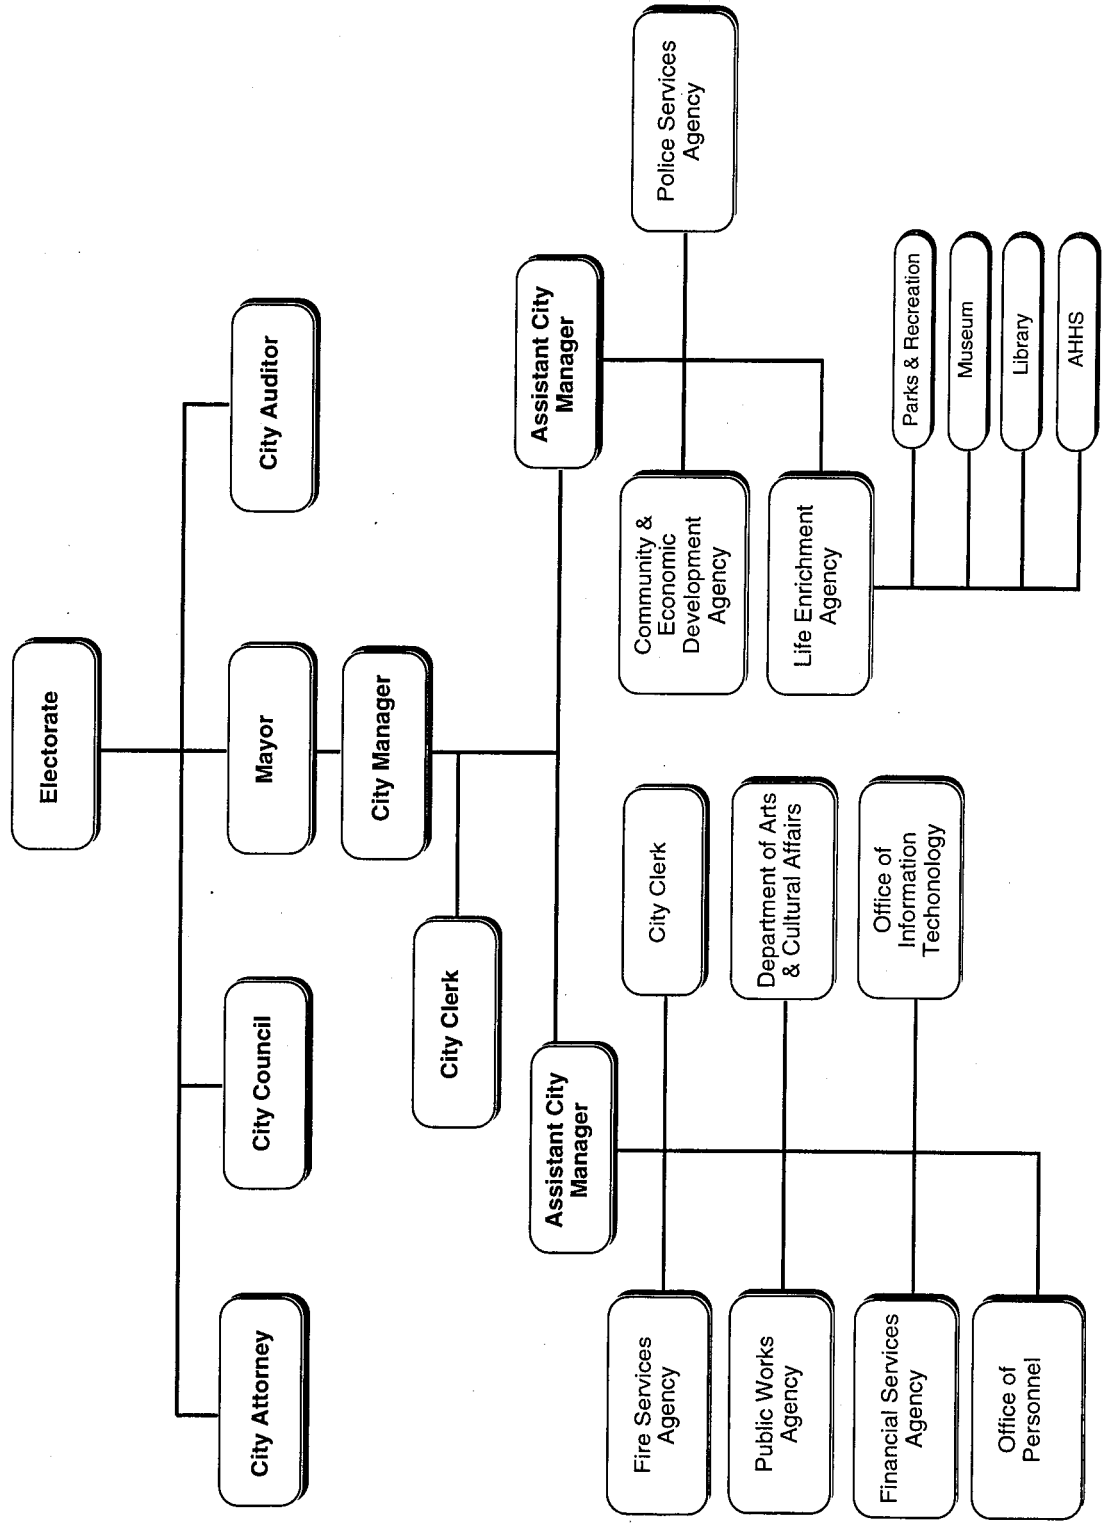 Electorate
City Attorney
City Council
Mayor
City Auditor
City Manager
City Clerk
Assistant City
Manager
Assistant City
Manager
Fire Services
Agency
City Clerk
Public Works
Agency
Department of Arts
& Cultural Affairs
Financial Services
Agency
Office of
Information
Techonology
Office of
Personnel
Community &
Economic
Development
Agency
Police Services
Agency
Life Enrichment
Agency
Parks & Recreation
Museum
Library
AHHS